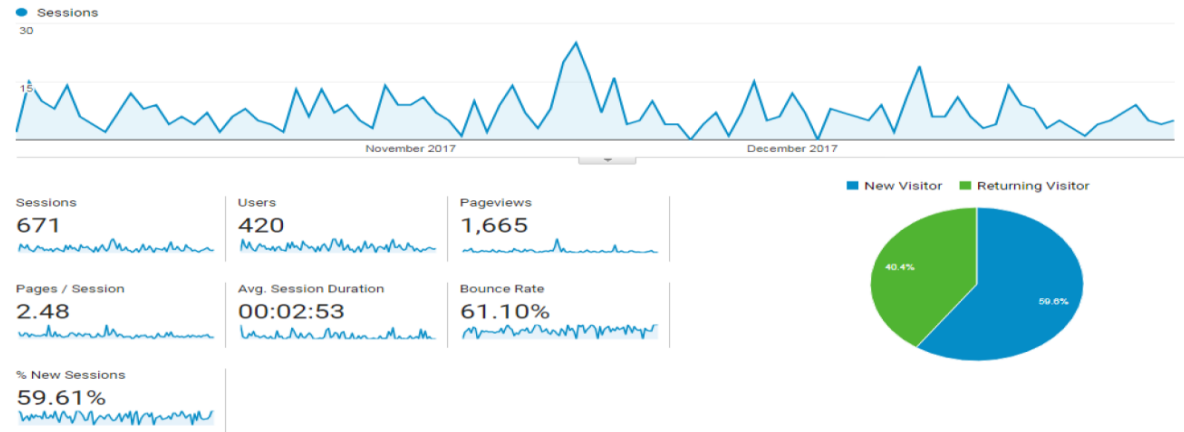 Sessions
30
15
November 2017
December 2017
New Visitor Returning Visitor
Sessions
671
Users
420
Pageviews
1,665
Pages / Session
2.48
Avg. Session Duration
00:02:53
Bounce Rate
61.10%
% New Sessions
59.61%
40.4%
59.6%